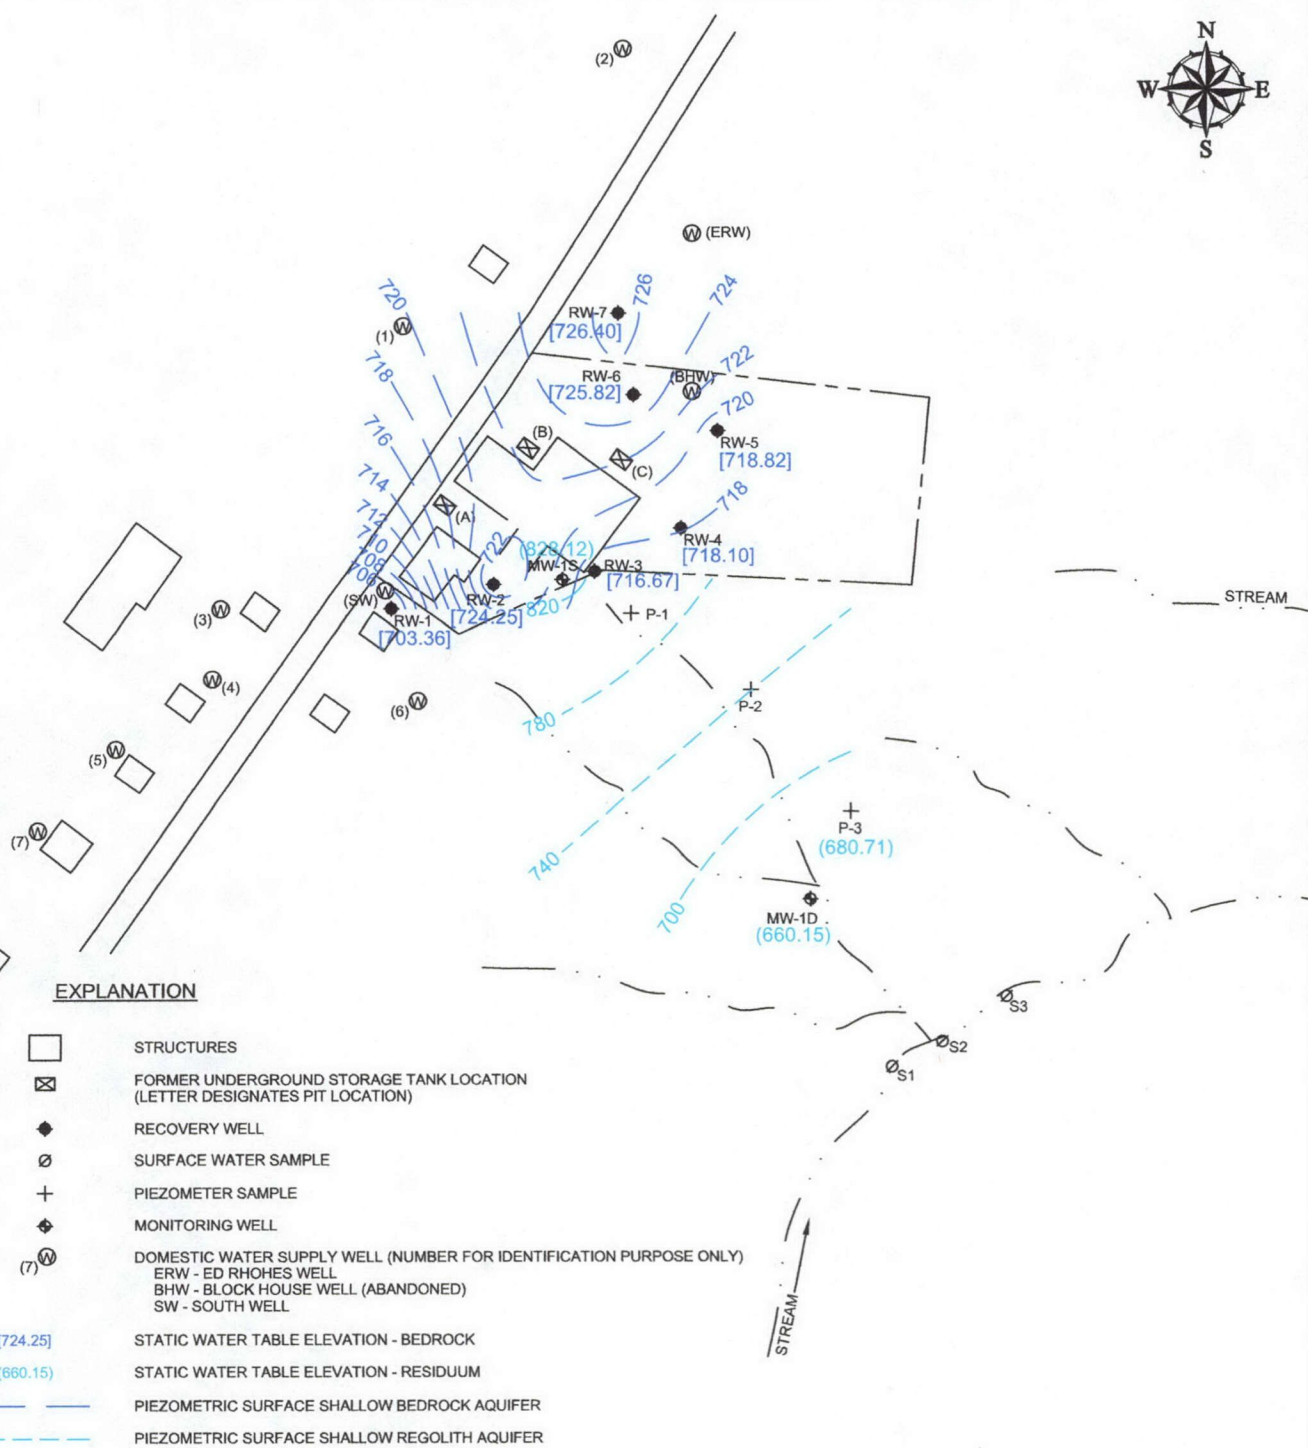 N
W E
S
(2)
(ERW)
720
726
724
RW-7
[726.40]
(1)
718
722
RW-6
(BHW)
[725.82]
720
716
(B)
RW-5
[718.82]
(C)
714
718
712
(A)
710
722
(828.12)
RW-4
[718.10]
708
706
MW-1S
RW-3
[716.67]
(SW)
RW-2
820
RW-1
[724.25]
P-1
[703.36]
STREAM
(3)
(4)
(6)
780
P-2
(5)
(7)
740
P-3
(680.71)
700
MW-1D
(660.15)
S3
S2
S1
STREAM
EXPLANATION
STRUCTURES
FORMER UNDERGROUND STORAGE TANK LOCATION
(LETTER DESIGNATES PIT LOCATION)
RECOVERY WELL
SURFACE WATER SAMPLE
PIEZOMETER SAMPLE
MONITORING WELL
(7) DOMESTIC WATER SUPPLY WELL (NUMBER FOR IDENTIFICATION PURPOSE ONLY)
ERW - ED RHOHES WELL
BHW - BLOCK HOUSE WELL (ABANDONED)
SW - SOUTH WELL
[724.25] STATIC WATER TABLE ELEVATION - BEDROCK
(660.15) STATIC WATER TABLE ELEVATION - RESIDUUM
PIEZOMETRIC SURFACE SHALLOW BEDROCK AQUIFER
PIEZOMETRIC SURFACE SHALLOW REGOLITH AQUIFER